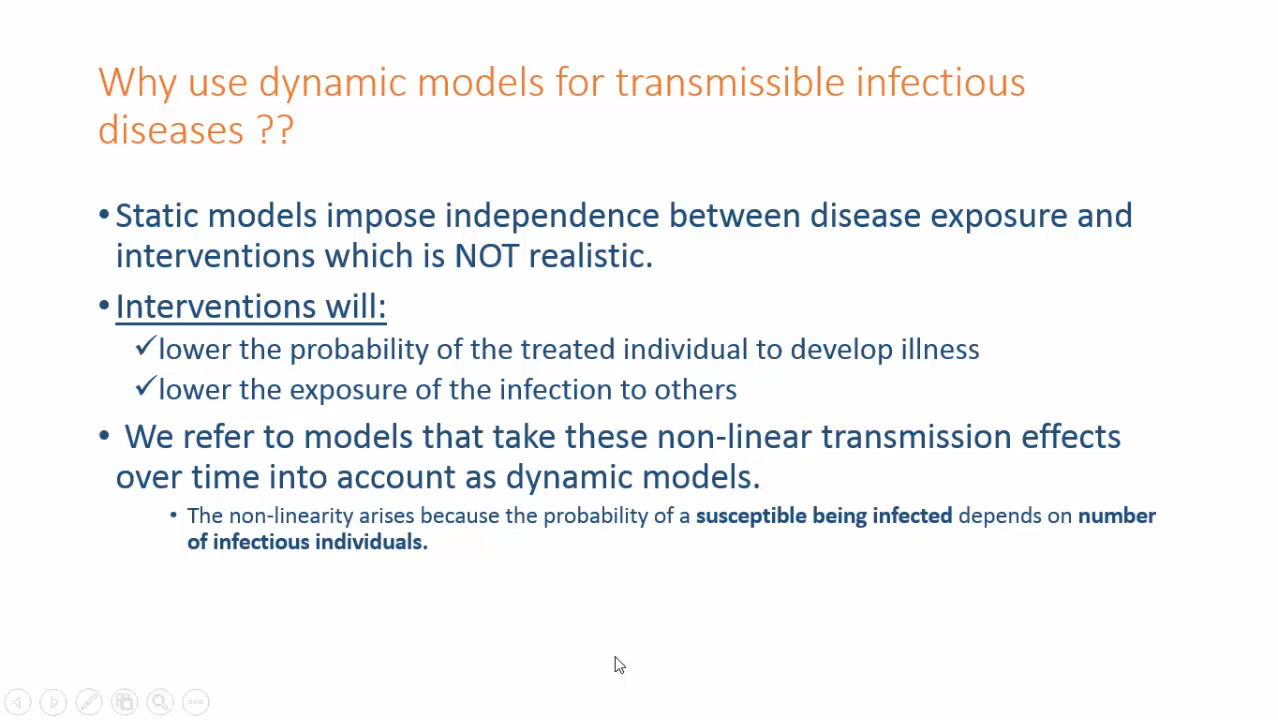 Why use dynamic models for transmissible infectious
diseases ??
• Static models impose independence between disease exposure and
interventions which is NOT realistic.
• Interventions will:
✓lower the probability of the treated individual to develop illness
✓lower the exposure of the infection to others
• We refer to models that take these non-linear transmission effects
over time into account as dynamic models.
• The non-linearity arises because the probability of a susceptible being infected depends on number
of infectious individuals.